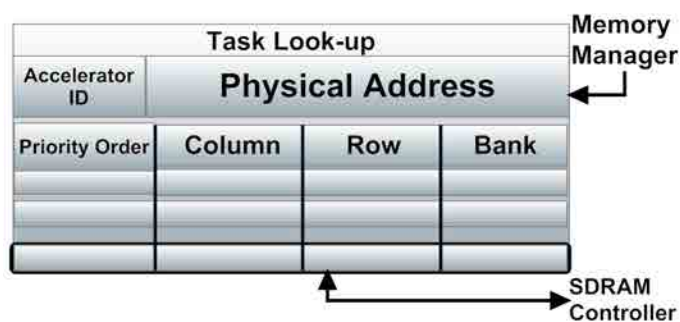 Task Look-up
Memory
Manager
Accelerator
ID
Physical Address
Priority Order
Column
Row
Bank
SDRAM
Controller